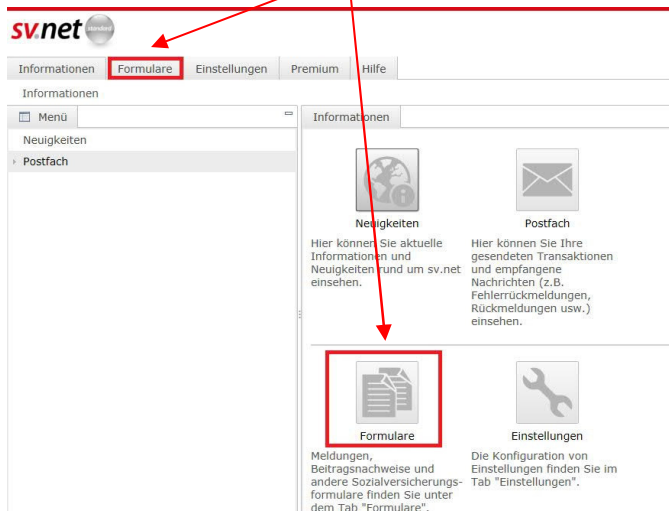 sv.net standard
Informationen Formulare Einstellungen Premium Hilfe
Informationen
Menü
Neuigkeiten
Postfach
Informationen
Neuigkeiten
Hier können Sie aktuelle
Informationen und
Neuigkeiten rund um sv.net
einsehen.
Postfach
Hier können Sie Ihre
gesendeten Transaktionen
und empfangene
Nachrichten (z.B.
Fehlerrückmeldungen,
Rückmeldungen usw.)
einsehen.
Formulare
Meldungen,
Beitragsnachweise und
andere Sozialversicherungs-
formulare finden Sie unter
dem Tab "Formulare".
Einstellungen
Die Konfiguration von
Einstellungen finden Sie im
Tab "Einstellungen".